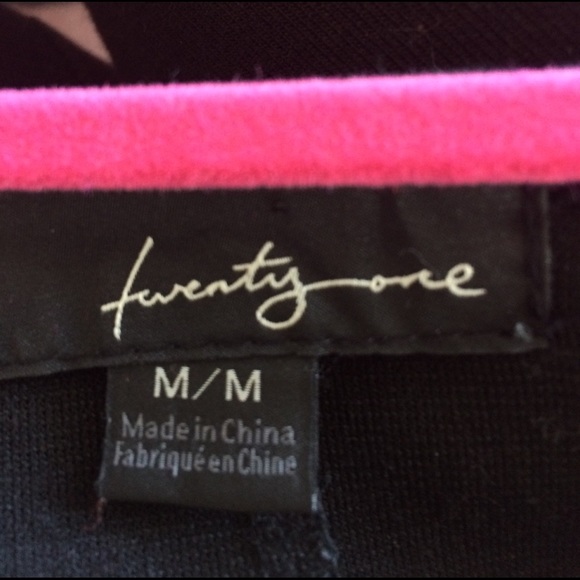 twenty one
M/M
Made in China
Fabriqué en Chine